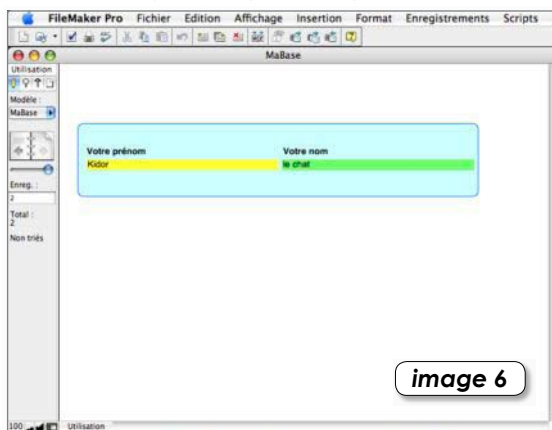 FileMaker Pro Fichier Edition Affichage Insertion Format Enregistrements Scripts
MaBase
Utilisation
Modèle :
MaBase
Enreg. :
2
Total :
2
Non triés
Votre prénom Votre nom
Kidor le chat
image 6
100 Utilisation